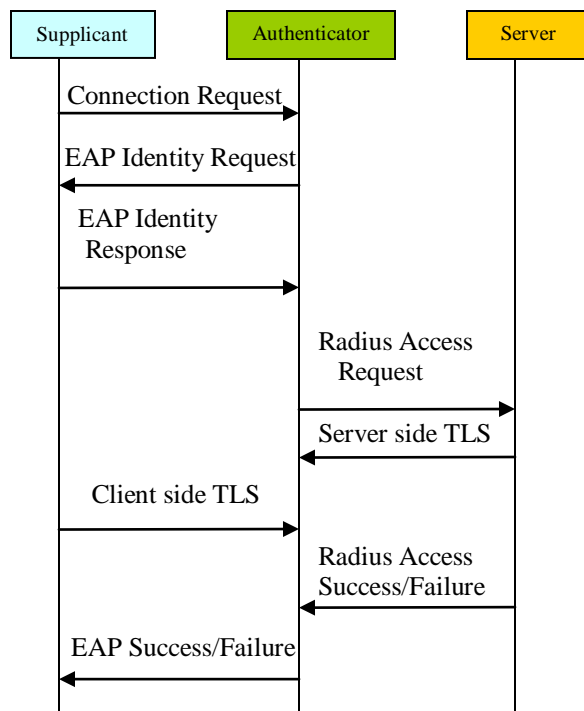 Supplicant
Authenticator
Server
Connection Request
EAP Identity Request
EAP Identity
Response
Radius Access
Request
Server side TLS
Client side TLS
Radius Access
Success/Failure
EAP Success/Failure